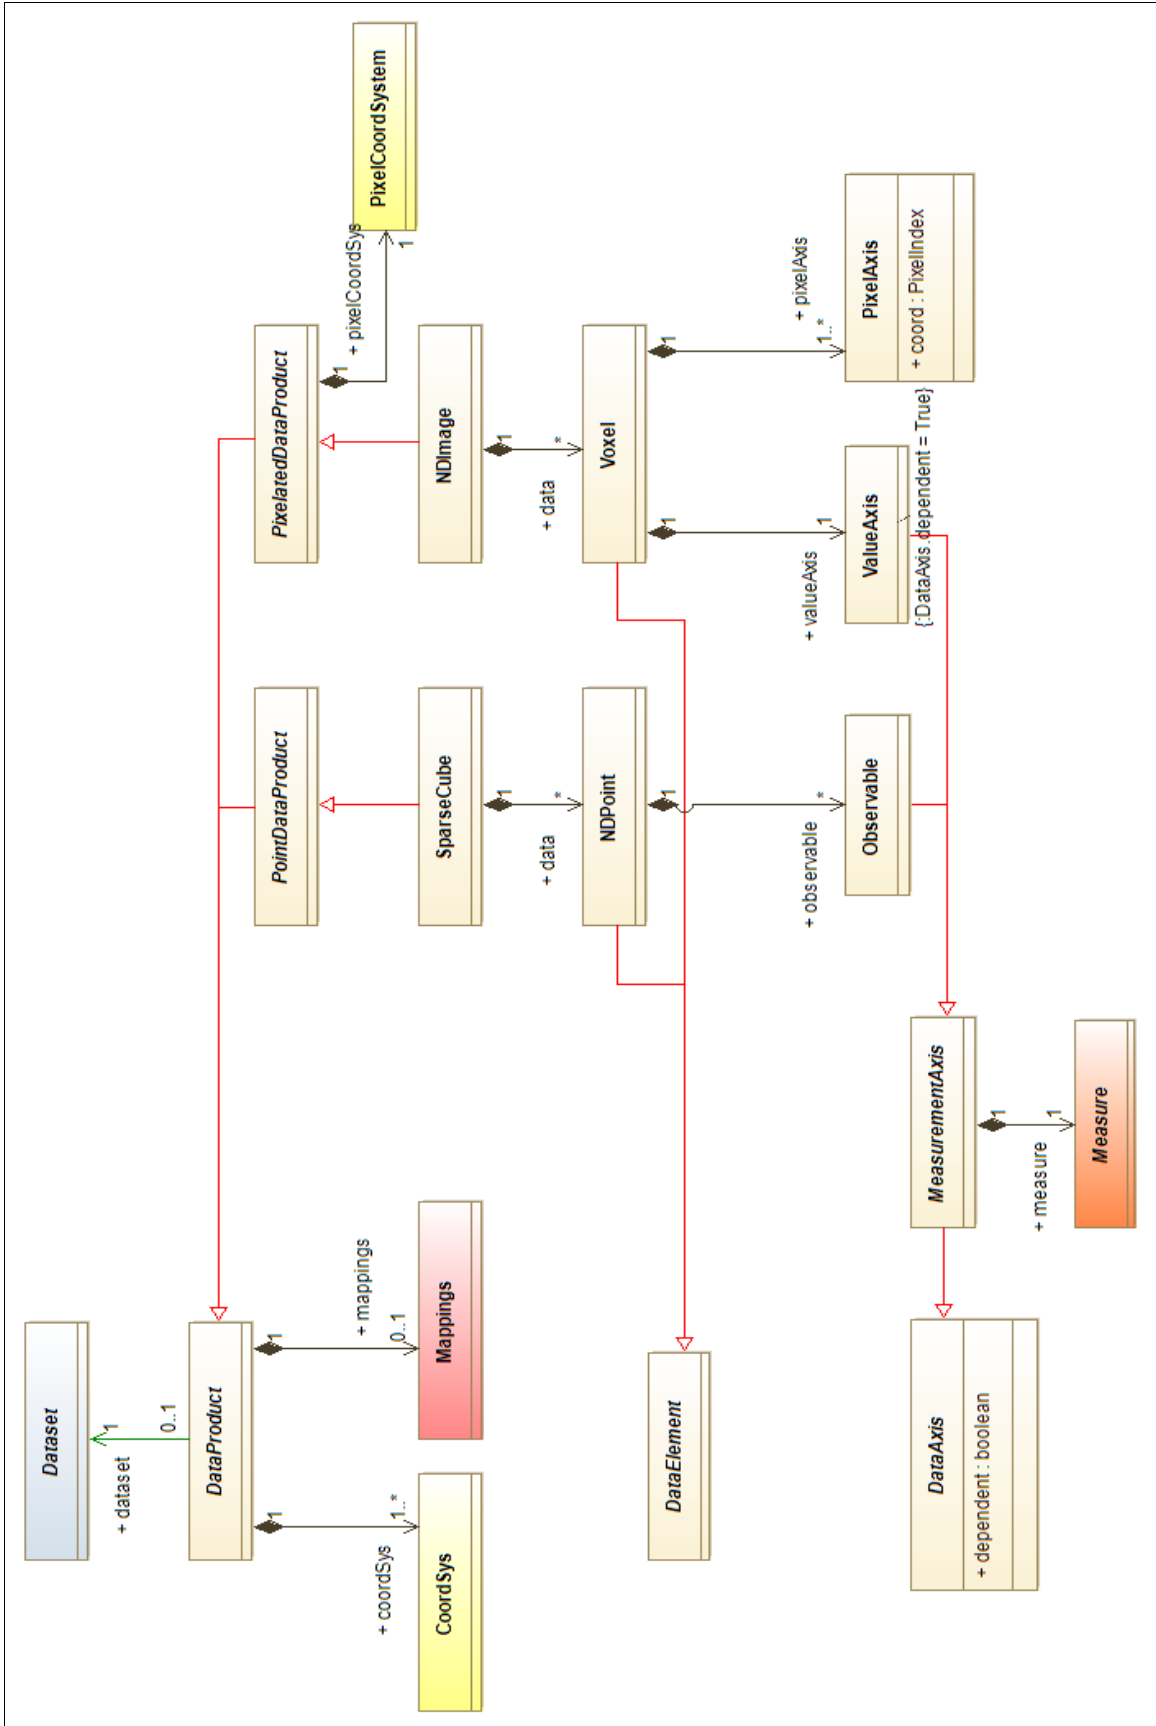 Dataset
+ dataset
1
0..1
DataProduct
1
1
PointDataProduct
PixelatedDataProduct
1
+ pixelCoordSys
1
PixelCoordSystem
+ coordSys
1..*
+ mappings
0..1
CoordSys
Mappings
SparseCube
NDImage
1
1
+ data
*
+ data
*
NDPoint
Voxel
DataElement
1
1
1
+ observable
*
+ valueAxis
1
+ pixelAxis
1..*
Observable
ValueAxis
PixelAxis
+ coord : PixelIndex
{:DataAxis.dependent = True}
DataAxis
MeasurementAxis
+ dependent : boolean
1
+ measure
1
Measure